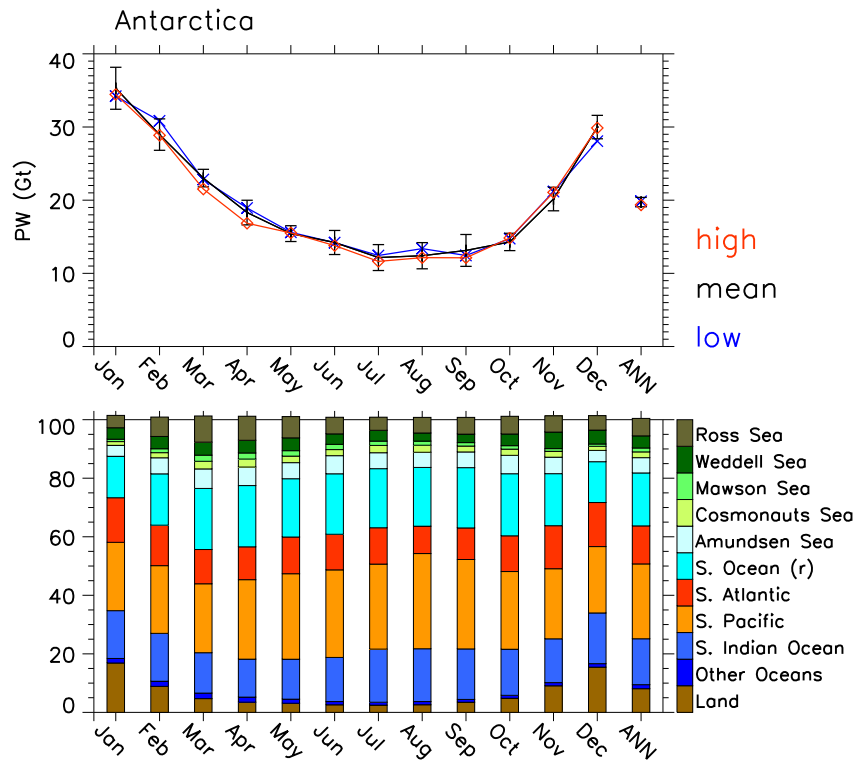 Antarctica
PW (Gt)
40
30
20
10
0
Jan Feb Mar Apr May Jun Jul Aug Sep Oct Nov Dec ANN
high
mean
low
100
80
60
40
20
0
Jan Feb Mar Apr May Jun Jul Aug Sep Oct Nov Dec ANN
Ross Sea
Weddell Sea
Mawson Sea
Cosmonauts Sea
Amundsen Sea
S. Ocean (r)
S. Atlantic
S. Pacific
S. Indian Ocean
Other Oceans
Land